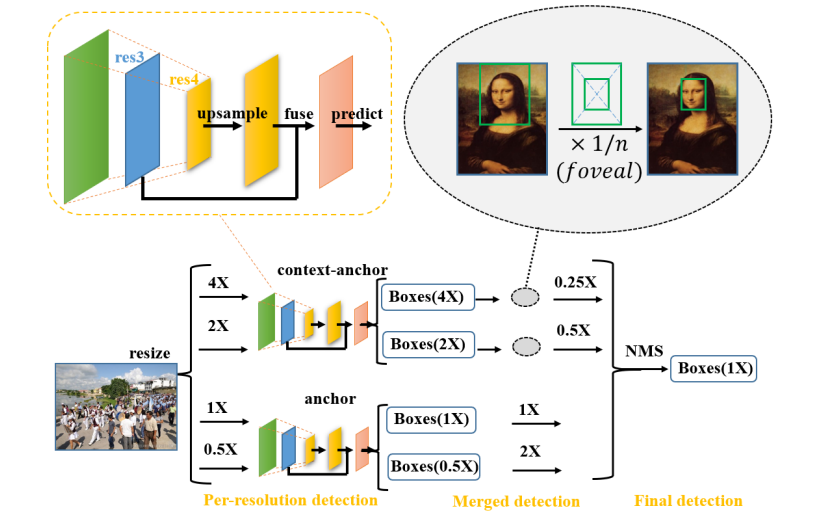 res3
res4
upsample
fuse
predict
× 1/n
(foveal)
context-anchor
4X
2X
resize
1X
0.5X
anchor
Boxes(4X)
Boxes(2X)
Boxes(1X)
Boxes(0.5X)
0.25X
0.5X
1X
2X
NMS
Boxes(1X)
Per-resolution detection
Merged detection
Final detection